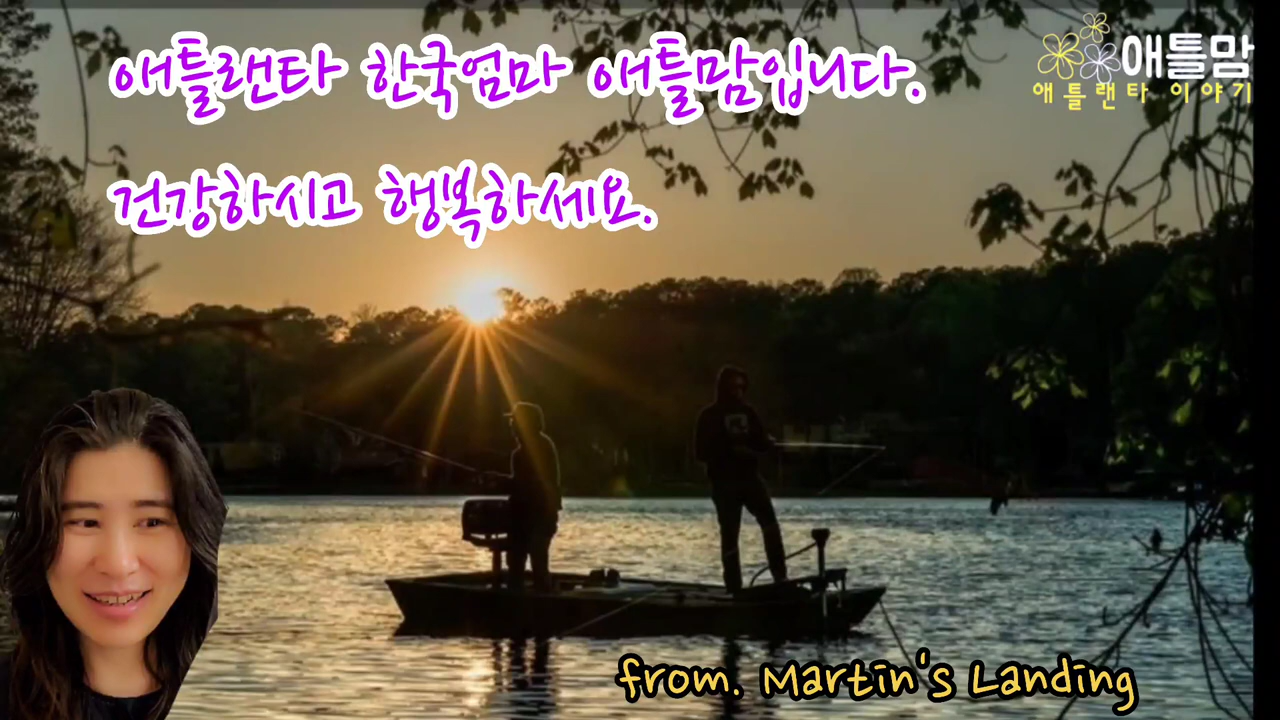 애틀랜타 한국엄마 애틀맘입니다.
건강하시고 행복하세요.
애틀맘
애틀랜타 이야기
from. Martin's Landing